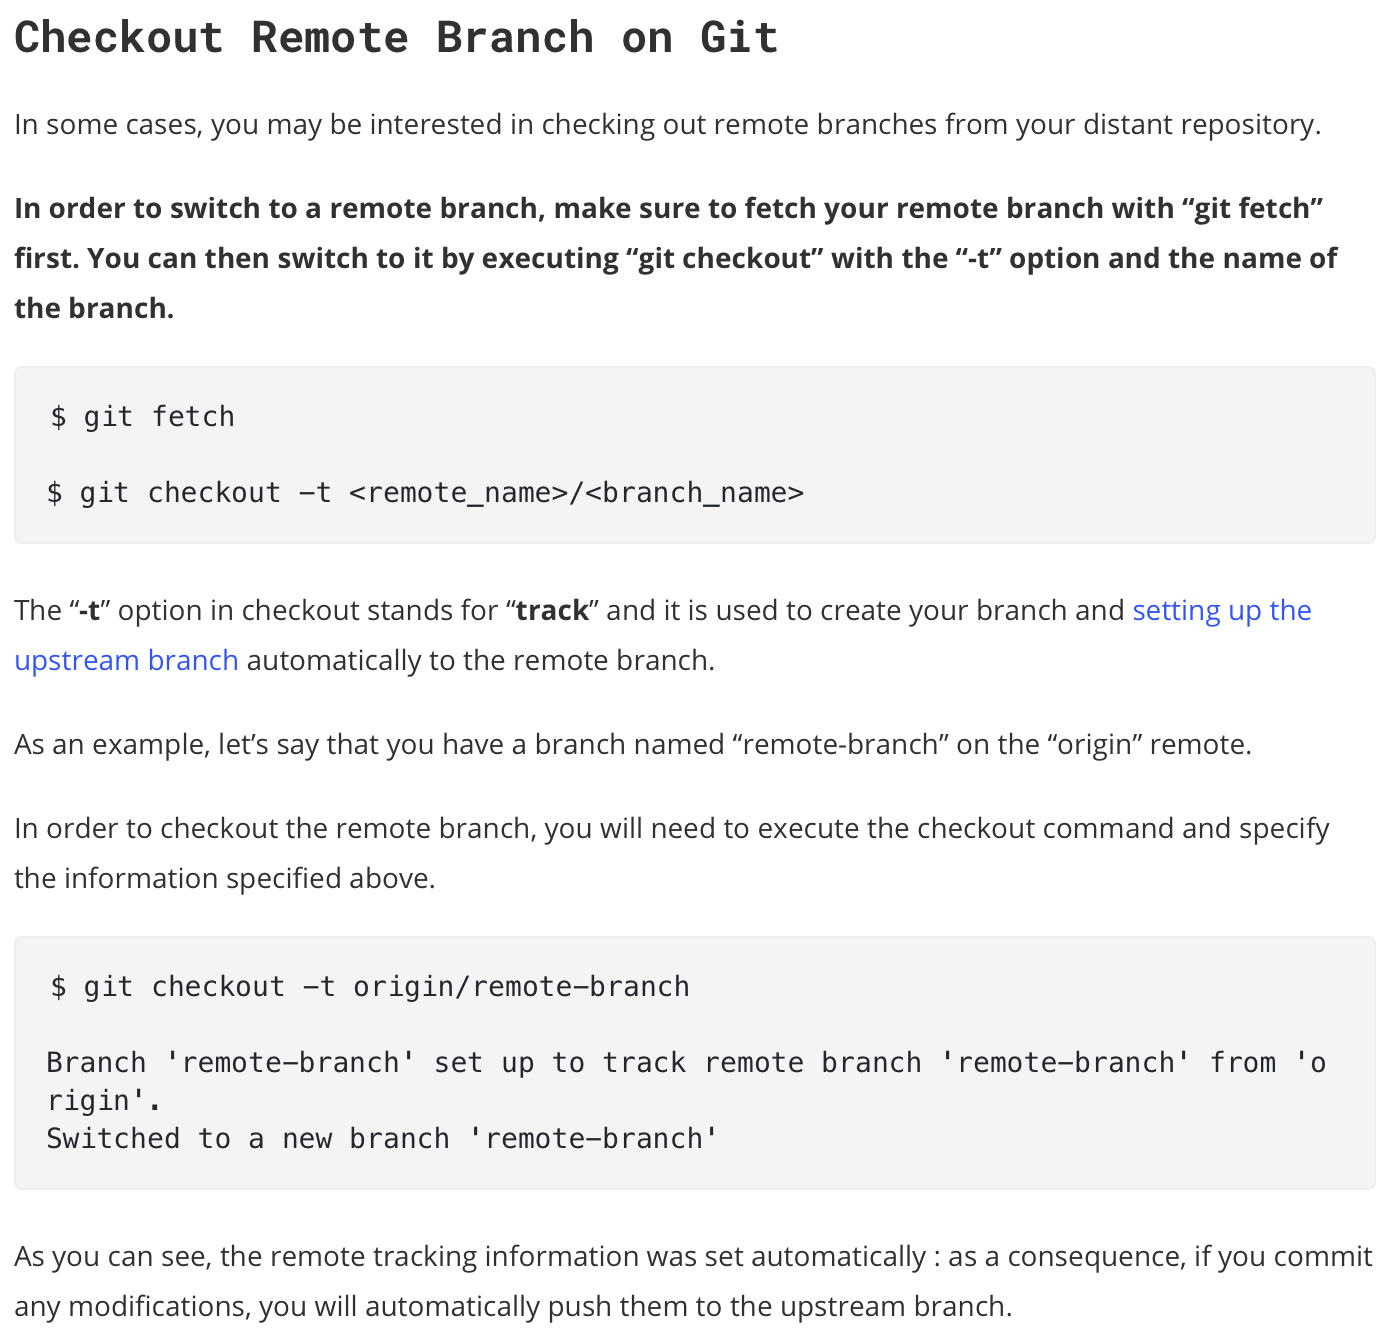 Checkout Remote Branch on Git
In some cases, you may be interested in checking out remote branches from your distant repository.
In order to switch to a remote branch, make sure to fetch your remote branch with “git fetch”
first. You can then switch to it by executing “git checkout” with the “-t” option and the name of
the branch.
$ git fetch
$ git checkout -t <remote_name>/<branch_name>
The “-t” option in checkout stands for “track” and it is used to create your branch and setting up the
upstream branch automatically to the remote branch.
As an example, let’s say that you have a branch named “remote-branch” on the “origin” remote.
In order to checkout the remote branch, you will need to execute the checkout command and specify
the information specified above.
$ git checkout -t origin/remote-branch
Branch 'remote-branch' set up to track remote branch 'remote-branch' from 'o
rigin'.
Switched to a new branch 'remote-branch'
As you can see, the remote tracking information was set automatically : as a consequence, if you commit
any modifications, you will automatically push them to the upstream branch.